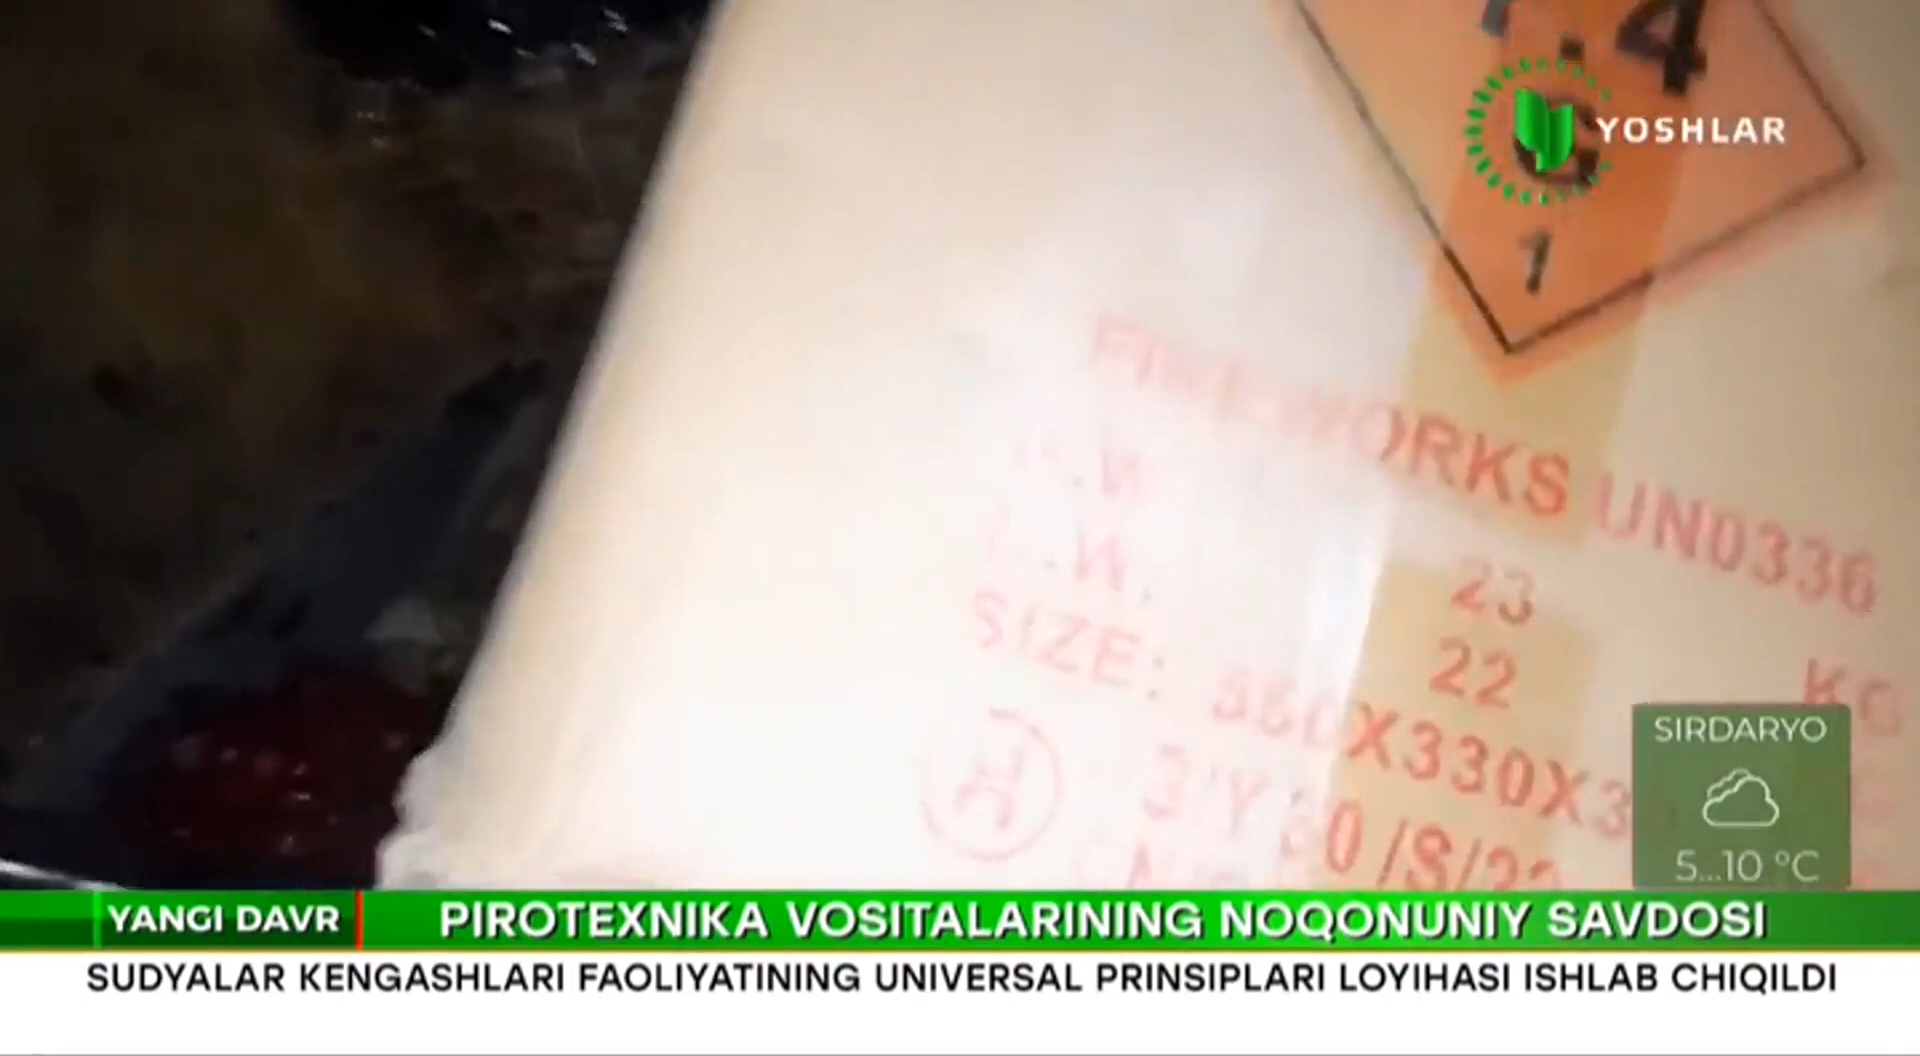 .4
G
YOSHLAR
1
FIREWORKS UN0336
.W
23
.W.
22
KG
SIZE: 550X330X3
SIRDARYO
5...10 °C
YANGI DAVR
PIROTEXNIKA VOSITALARINING NOQONUNIY SAVDOSI
SUDYALAR KENGASHLARI FAOLIYATINING UNIVERSAL PRINSIPLARI LOYIHASI ISHLAB CHIQILDI